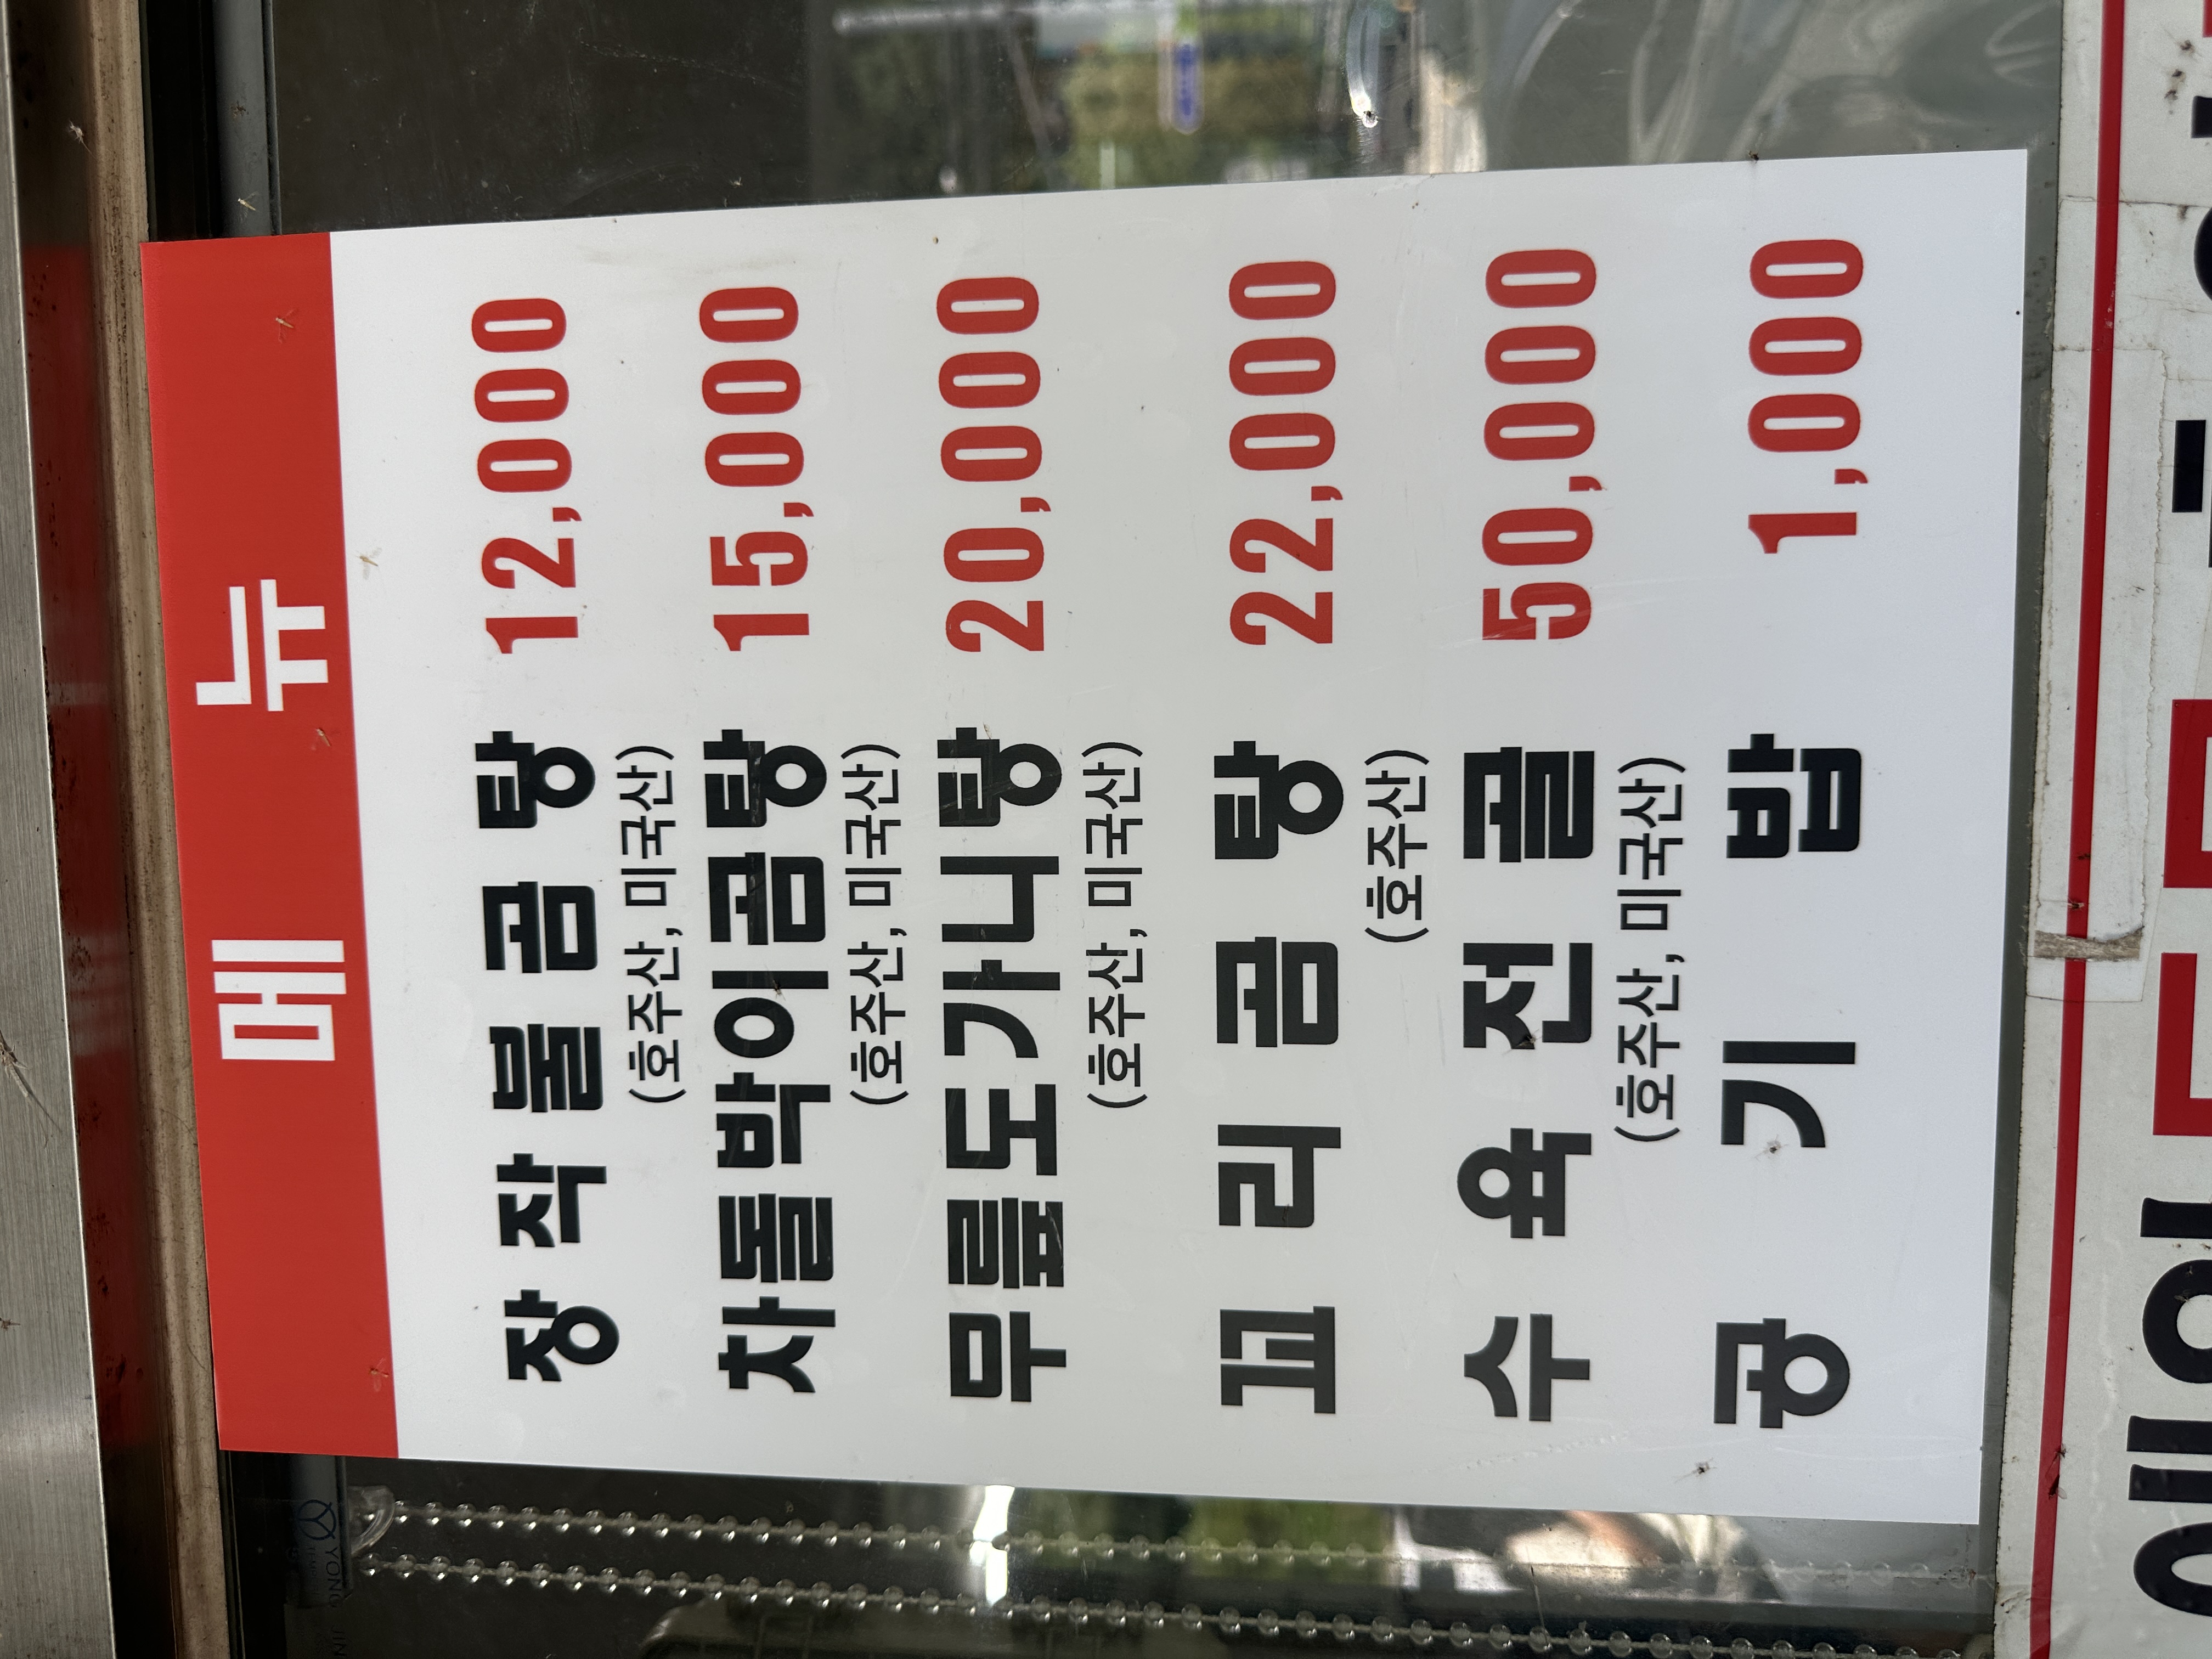 메뉴
장작불곰탕 12,000
(호주산, 미국산)
차돌박이곰탕 15,000
(호주산, 미국산)
무릎도가니탕 20,000
(호주산, 미국산)
꼬리곰탕 22,000
(호주산)
수육전골 50,000
(호주산, 미국산)
공기밥 1,000